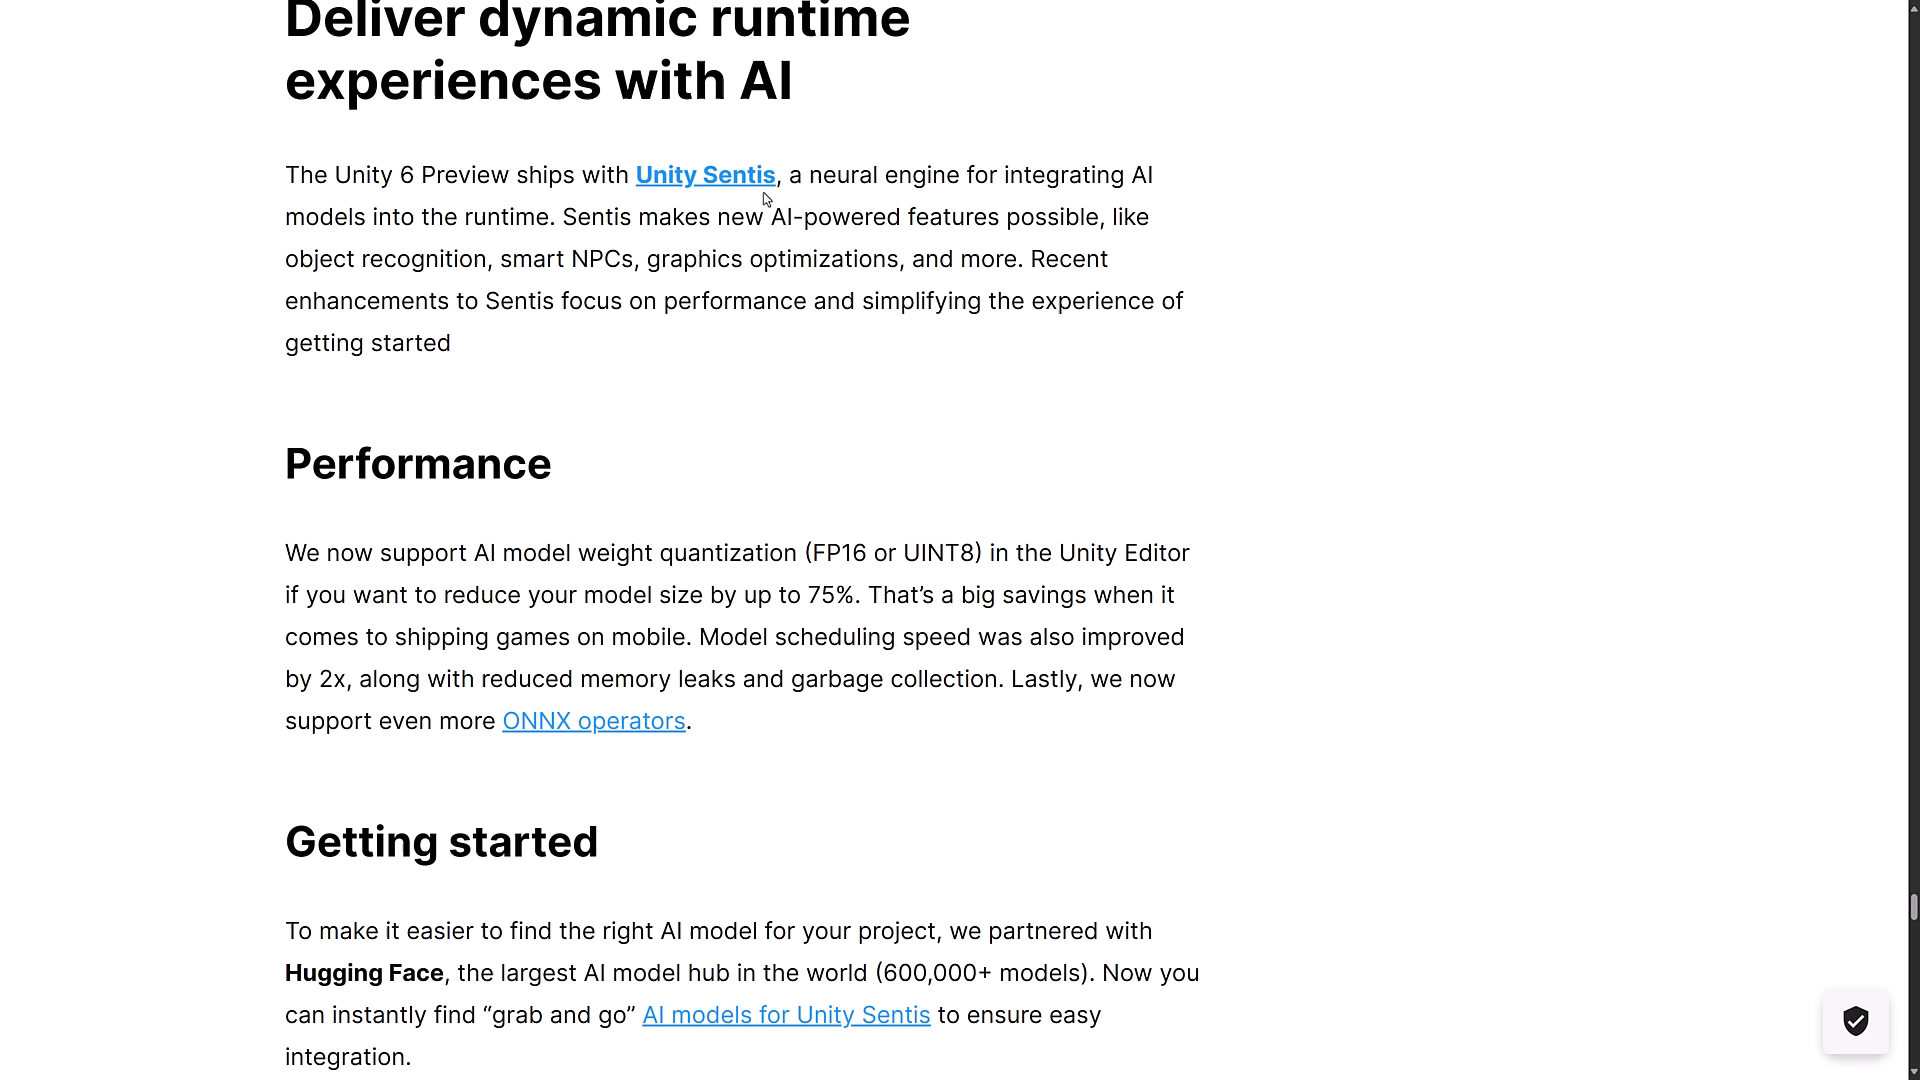 Deliver dynamic runtime
experiences with AI
The Unity 6 Preview ships with Unity Sentis, a neural engine for integrating AI
models into the runtime. Sentis makes new AI-powered features possible, like
object recognition, smart NPCs, graphics optimizations, and more. Recent
enhancements to Sentis focus on performance and simplifying the experience of
getting started
Performance
We now support AI model weight quantization (FP16 or UINT8) in the Unity Editor
if you want to reduce your model size by up to 75%. That’s a big savings when it
comes to shipping games on mobile. Model scheduling speed was also improved
by 2x, along with reduced memory leaks and garbage collection. Lastly, we now
support even more ONNX operators.
Getting started
To make it easier to find the right AI model for your project, we partnered with
Hugging Face, the largest AI model hub in the world (600,000+ models). Now you
can instantly find “grab and go” AI models for Unity Sentis to ensure easy
integration.